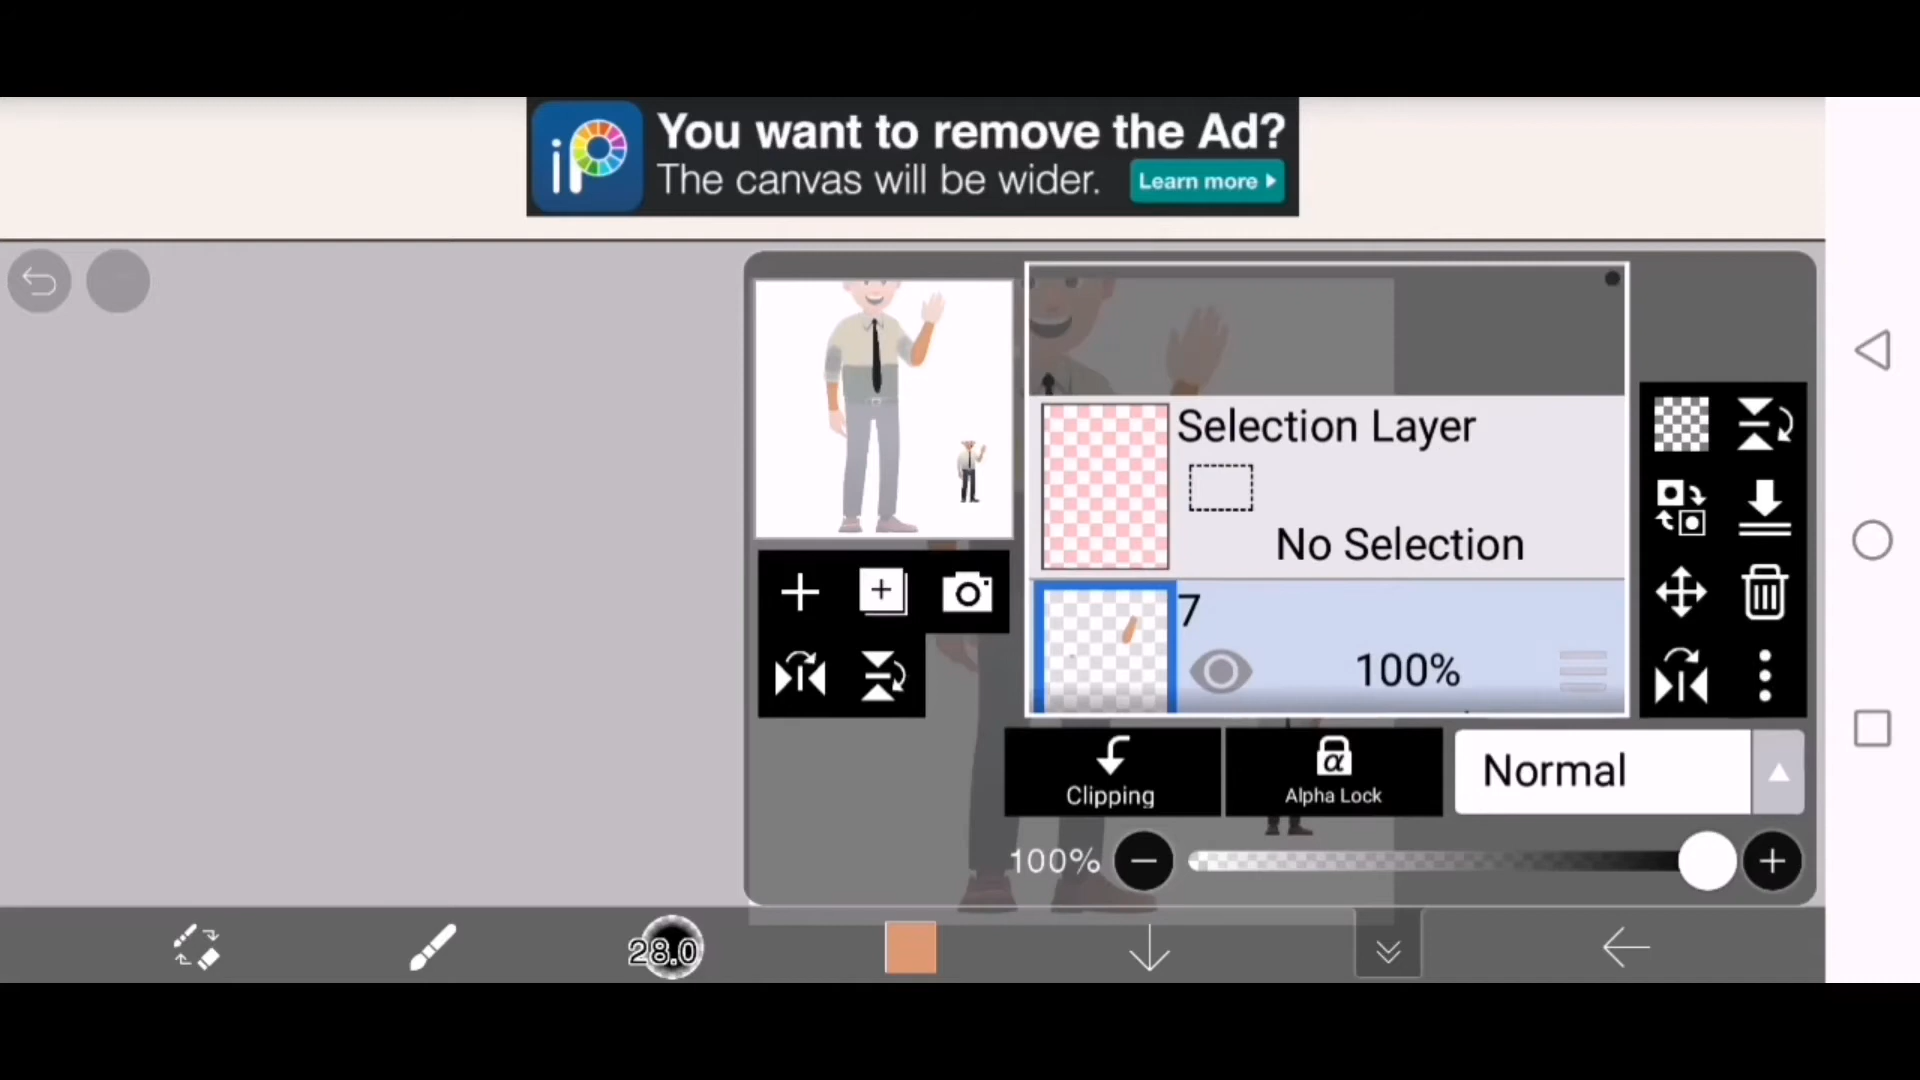 iP
You want to remove the Ad?
The canvas will be wider.
Learn more
Selection Layer
No Selection
7
100%
Clipping
α
Alpha Lock
Normal
100%
28.0